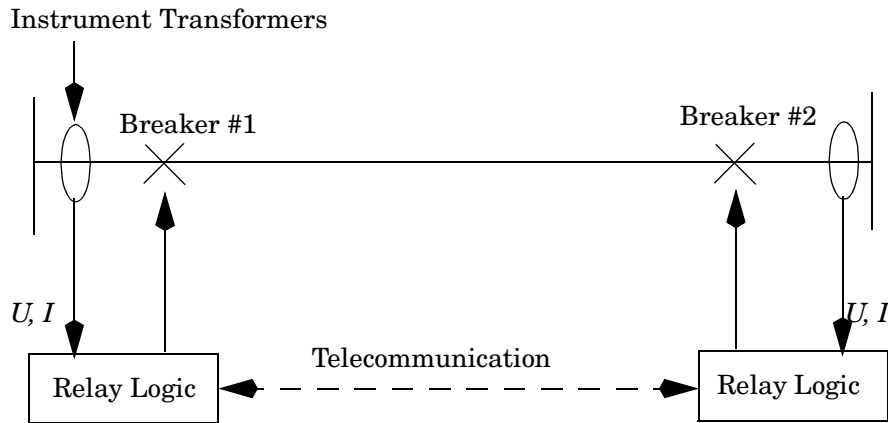 Instrument Transformers
Breaker #1
Breaker #2
U, I
U, I
Telecommunication
Relay Logic
Relay Logic